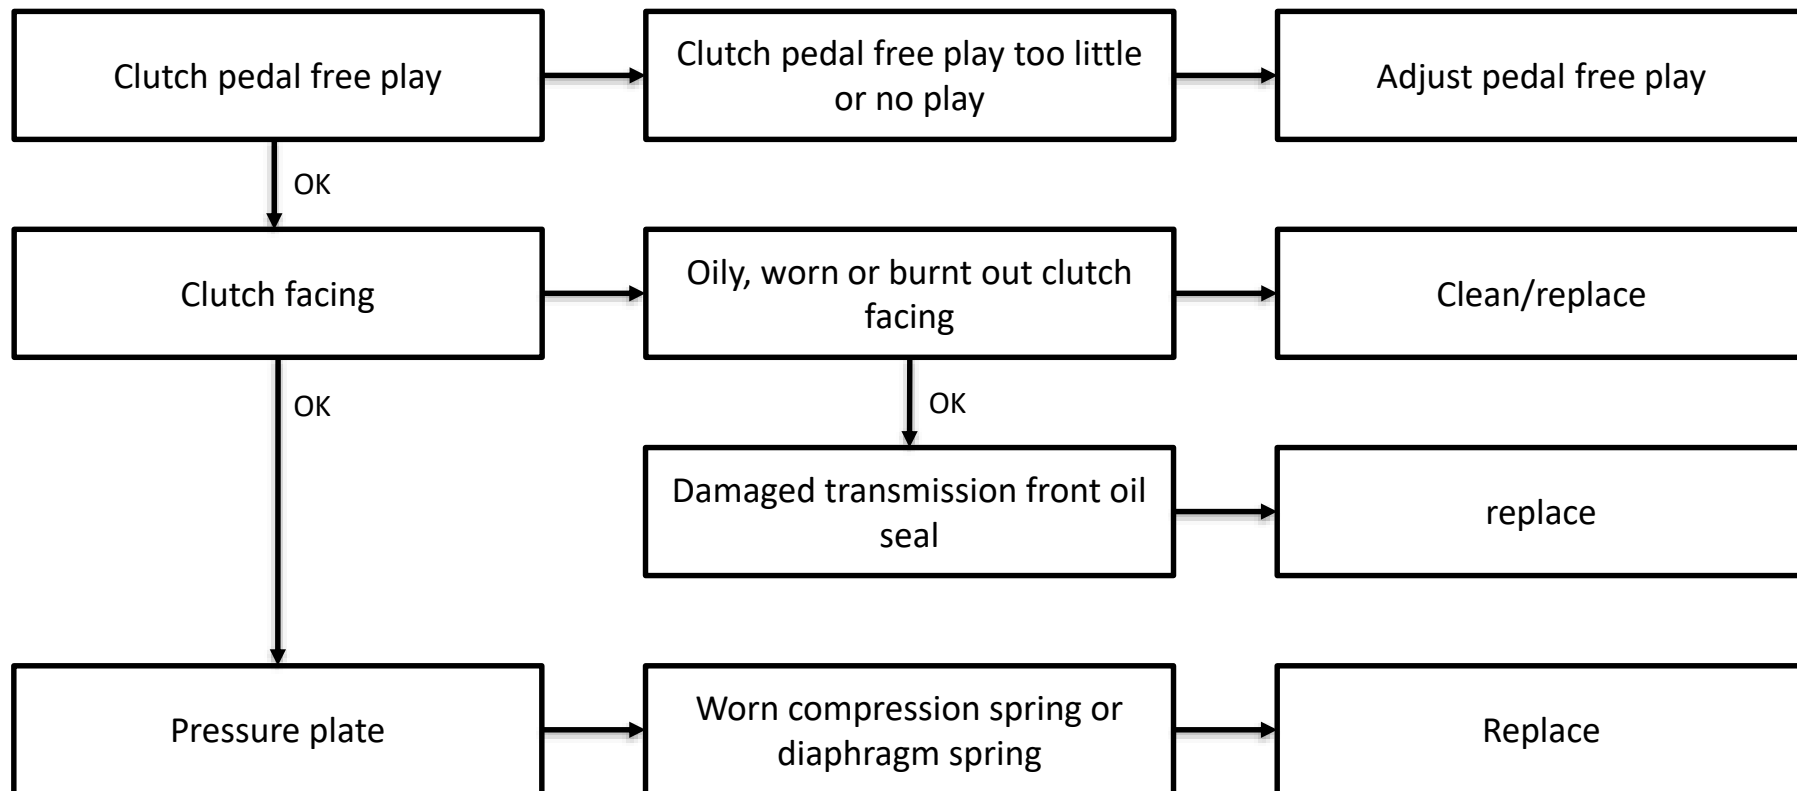 Clutch pedal free play
Clutch pedal free play too little
or no play
Adjust pedal free play
OK
Clutch facing
Oily, worn or burnt out clutch
facing
Clean/replace
OK
OK
Damaged transmission front oil
seal
replace
Pressure plate
Worn compression spring or
diaphragm spring
Replace